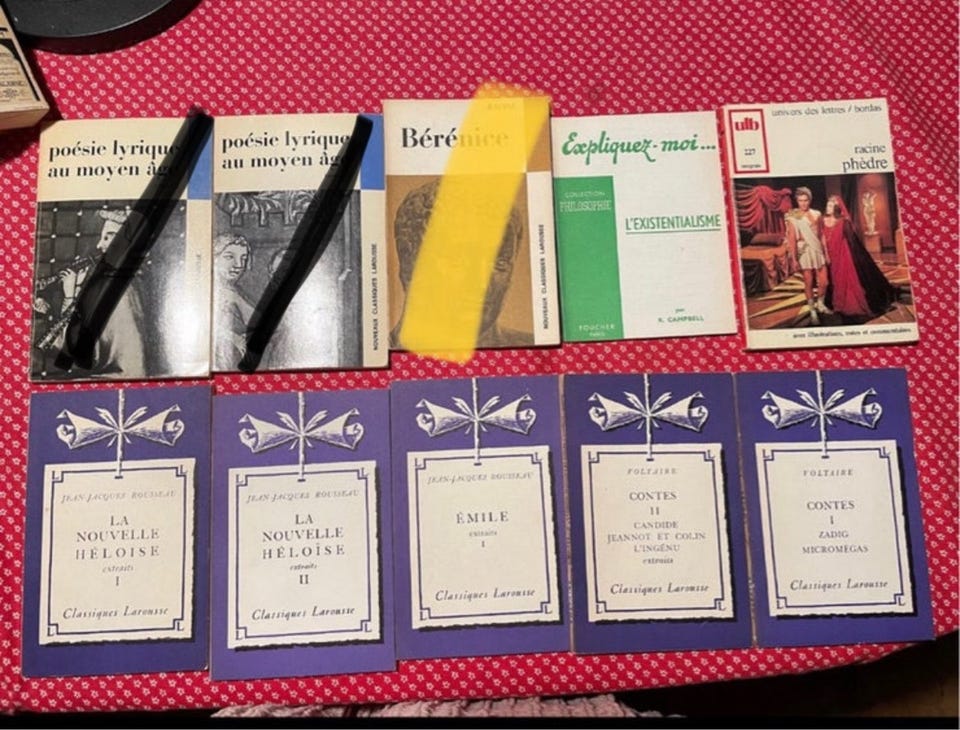 poésie lyrique
au moyen âge
poésie lyrique
au moyen âge
NOUVEAUX CLASSIQUES LAROUSSE
RACINE
Bérénice
NOUVEAUX CLASSIQUES LAROUSSE
Expliquez-moi...
COLLECTION
PHILOSOPHIE
L'EXISTENTIALISME
par
R. CAMPBELL
FOUCHER
PARIS
univers des lettres / bordas
ulb
227
racine
phèdre
avec illustrations, notes et commentaires
JEAN-JACQUES ROUSSEAU
LA
NOUVELLE
HÉLOISE
extraits
I
Classiques Larousse
JEAN-JACQUES ROUSSEAU
LA
NOUVELLE
HÉLOÏSE
extraits
II
Classiques Larousse
JEAN-JACQUES ROUSSEAU
ÉMILE
extraits
I
Classiques Larousse
VOLTAIRE
CONTES
II
CANDIDE
JEANNOT ET COLIN
L'INGÉNU
extraits
Classiques Larousse
VOLTAIRE
CONTES
I
ZADIG
MICROMÉGAS
Classiques Larousse